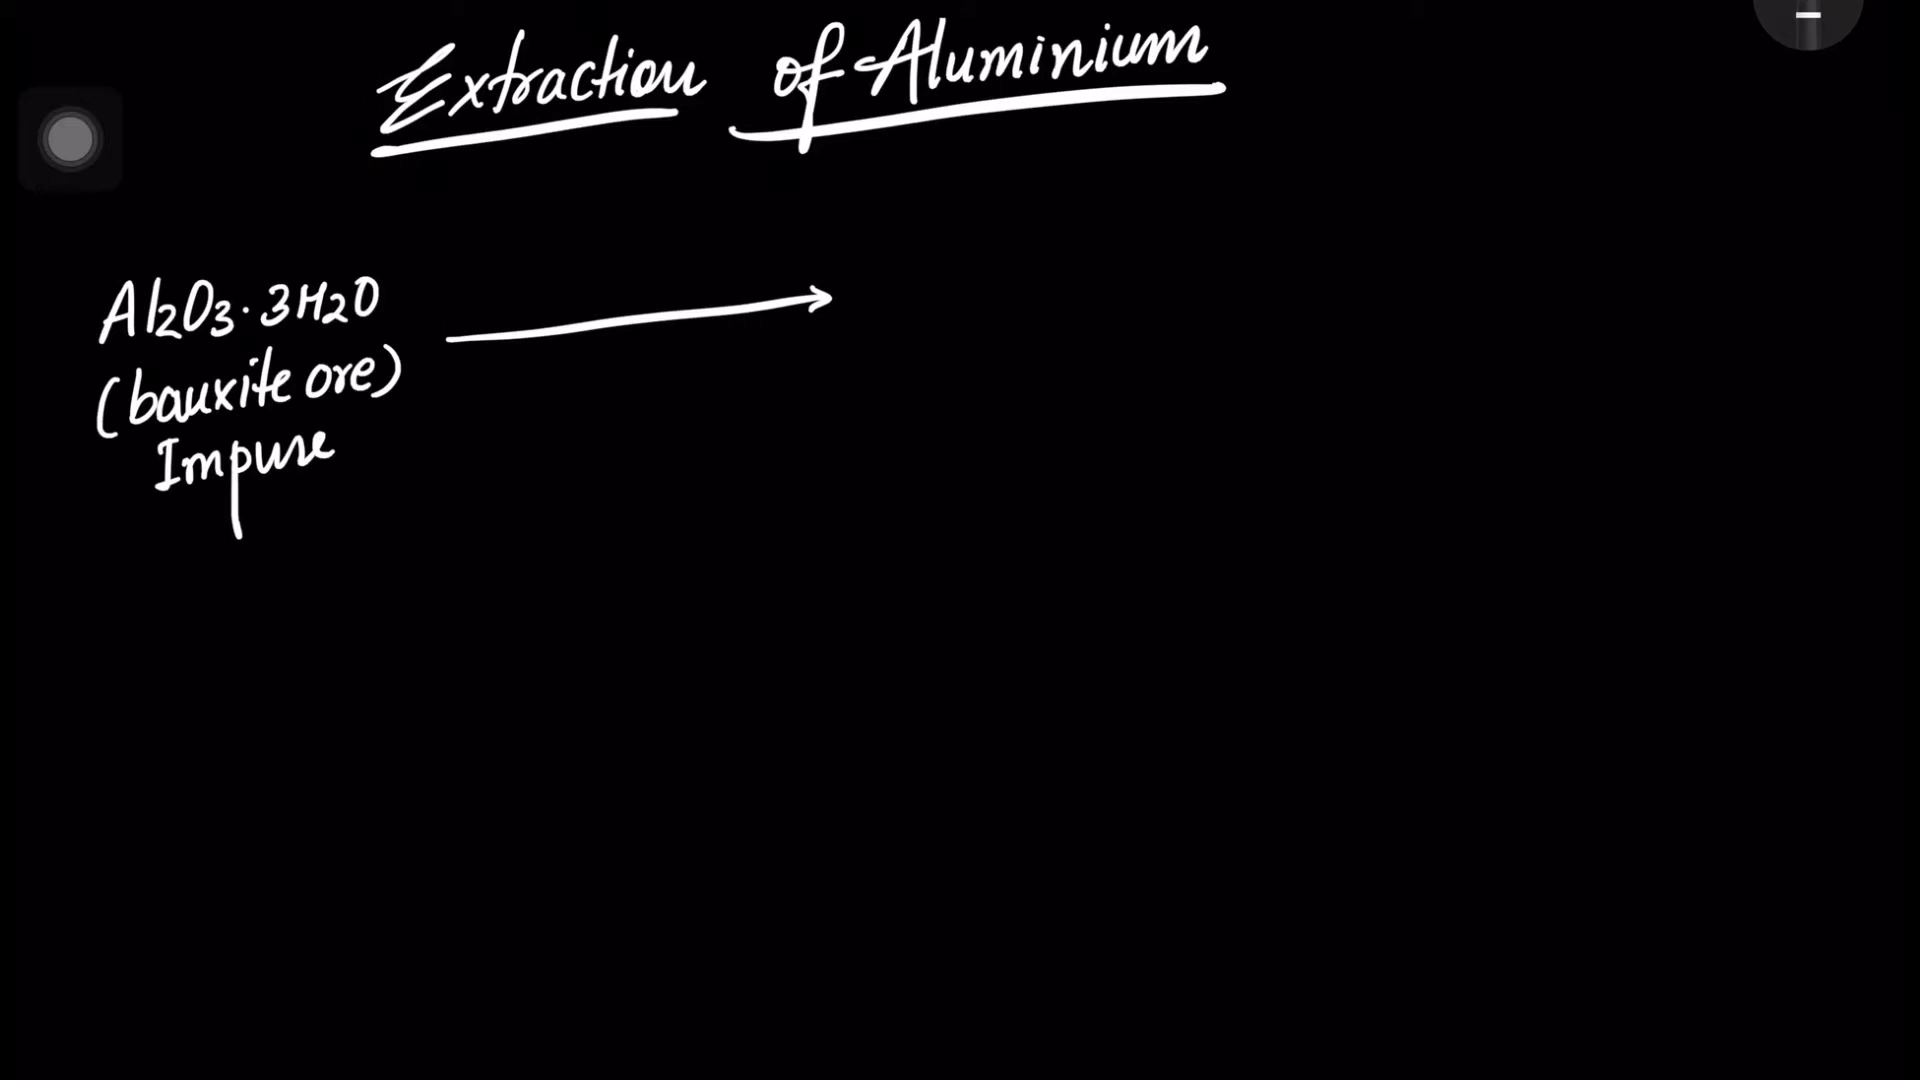 Extraction of Aluminium
Al2O3.3H2O
(bauxite ore)
Impure